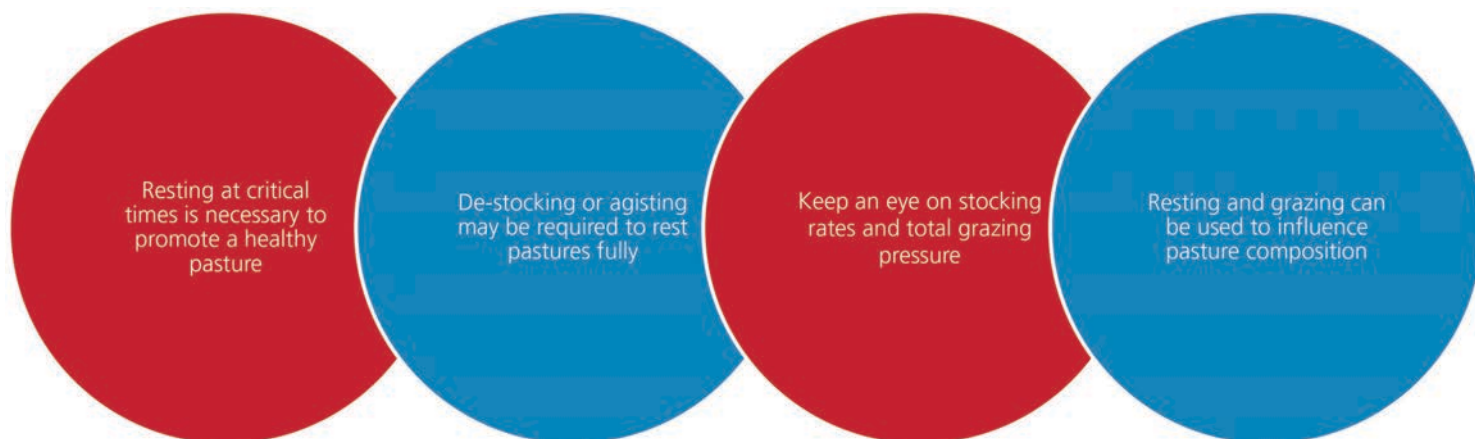 Resting at critical
times is necessary to
promote a healthy
pasture
De-stocking or agisting
may be required to rest
pastures fully
Keep an eye on stocking
rates and total grazing
pressure
Resting and grazing can
be used to influence
pasture composition